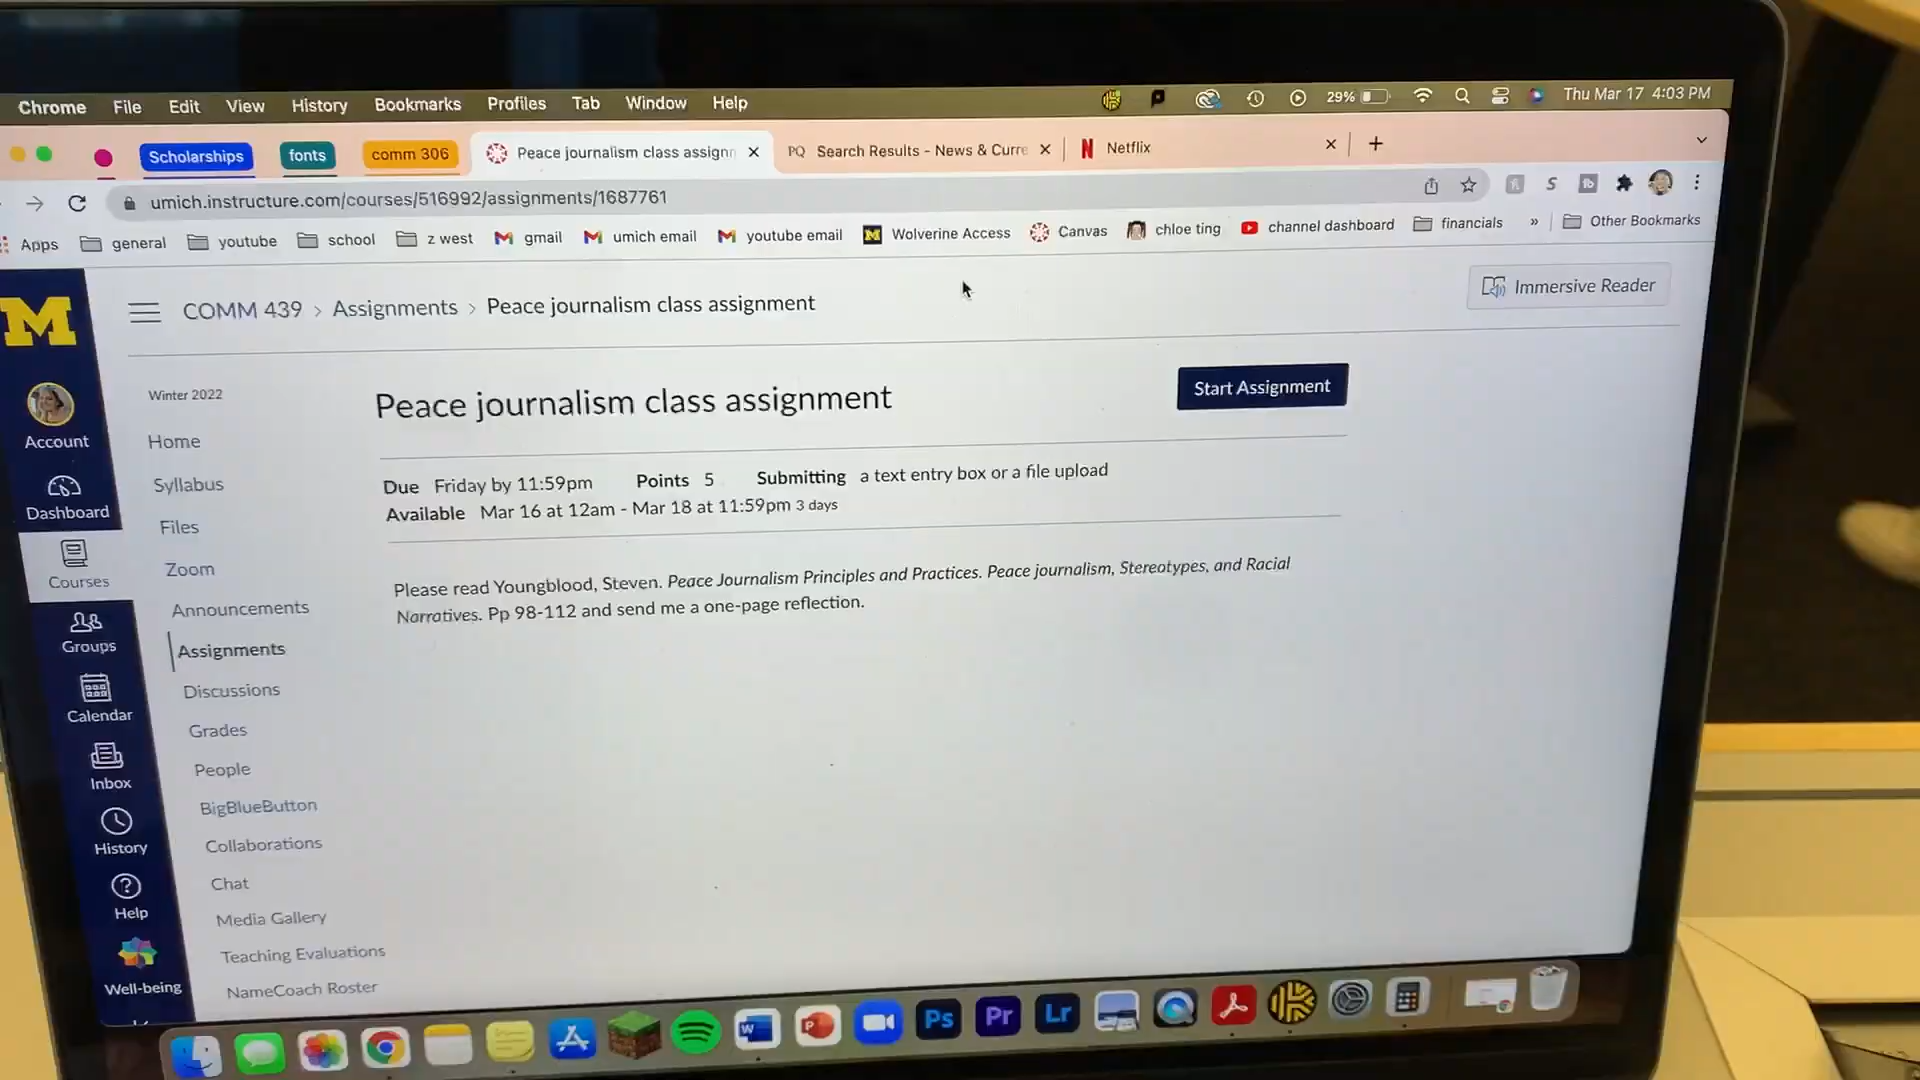 Chrome File Edit View History Bookmarks Profiles Tab Window Help 29% Thu Mar 17 4:03 PM
Scholarships fonts comm 306 Peace journalism class assignn PQ Search Results - News & Curre Netflix
umich.instructure.com/courses/516992/assignments/1687761
Apps general youtube school z west gmail umich email youtube email Wolverine Access Canvas chloe ting channel dashboard financials » Other Bookmarks
COMM 439 > Assignments > Peace journalism class assignment
Immersive Reader
M
Account
Dashboard
Courses
Groups
Calendar
Inbox
History
Help
Well-being
Winter 2022
Home
Syllabus
Files
Zoom
Announcements
Assignments
Discussions
Grades
People
BigBlueButton
Collaborations
Chat
Media Gallery
Teaching Evaluations
NameCoach Roster
Peace journalism class assignment
Start Assignment
Due Friday by 11:59pm Points 5 Submitting a text entry box or a file upload
Available Mar 16 at 12am - Mar 18 at 11:59pm 3 days
Please read Youngblood, Steven. Peace Journalism Principles and Practices. Peace journalism, Stereotypes, and Racial
Narratives. Pp 98-112 and send me a one-page reflection.
W P Ps Pr Lr